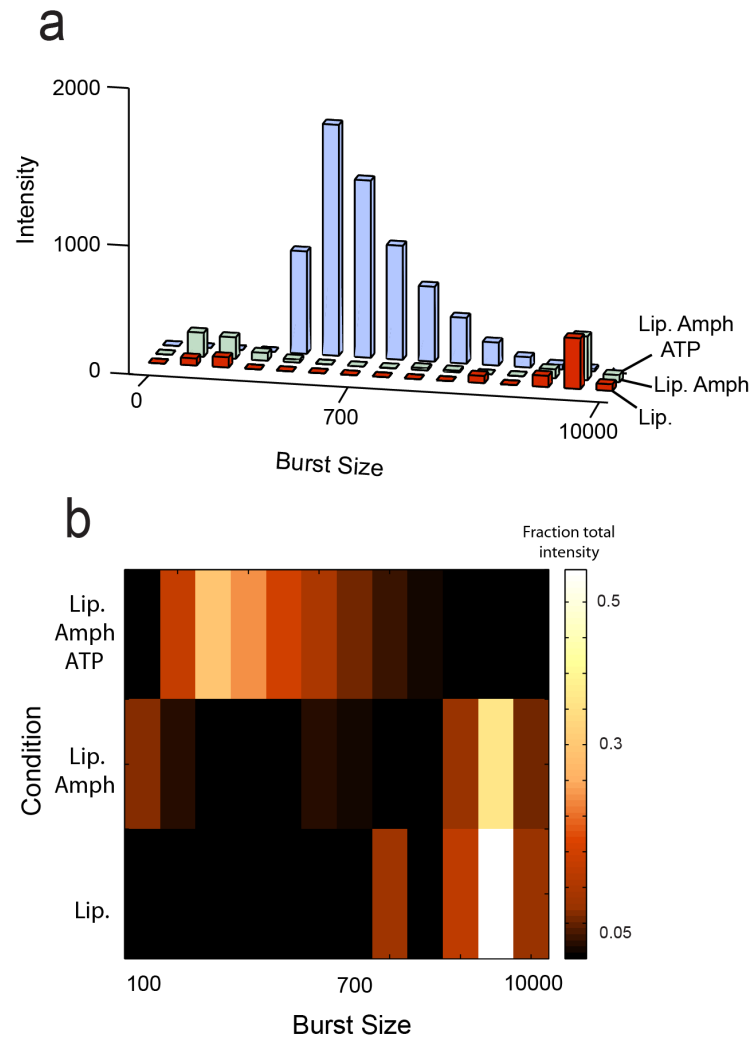 a
2000
1000
0
Intensity
0
700
10000
Burst Size
Lip. Amph
ATP
Lip. Amph
Lip.
b
Fraction total
intensity
0.5
0.3
0.05
Condition
Lip.
Amph
ATP
Lip.
Amph
Lip.
100
700
10000
Burst Size